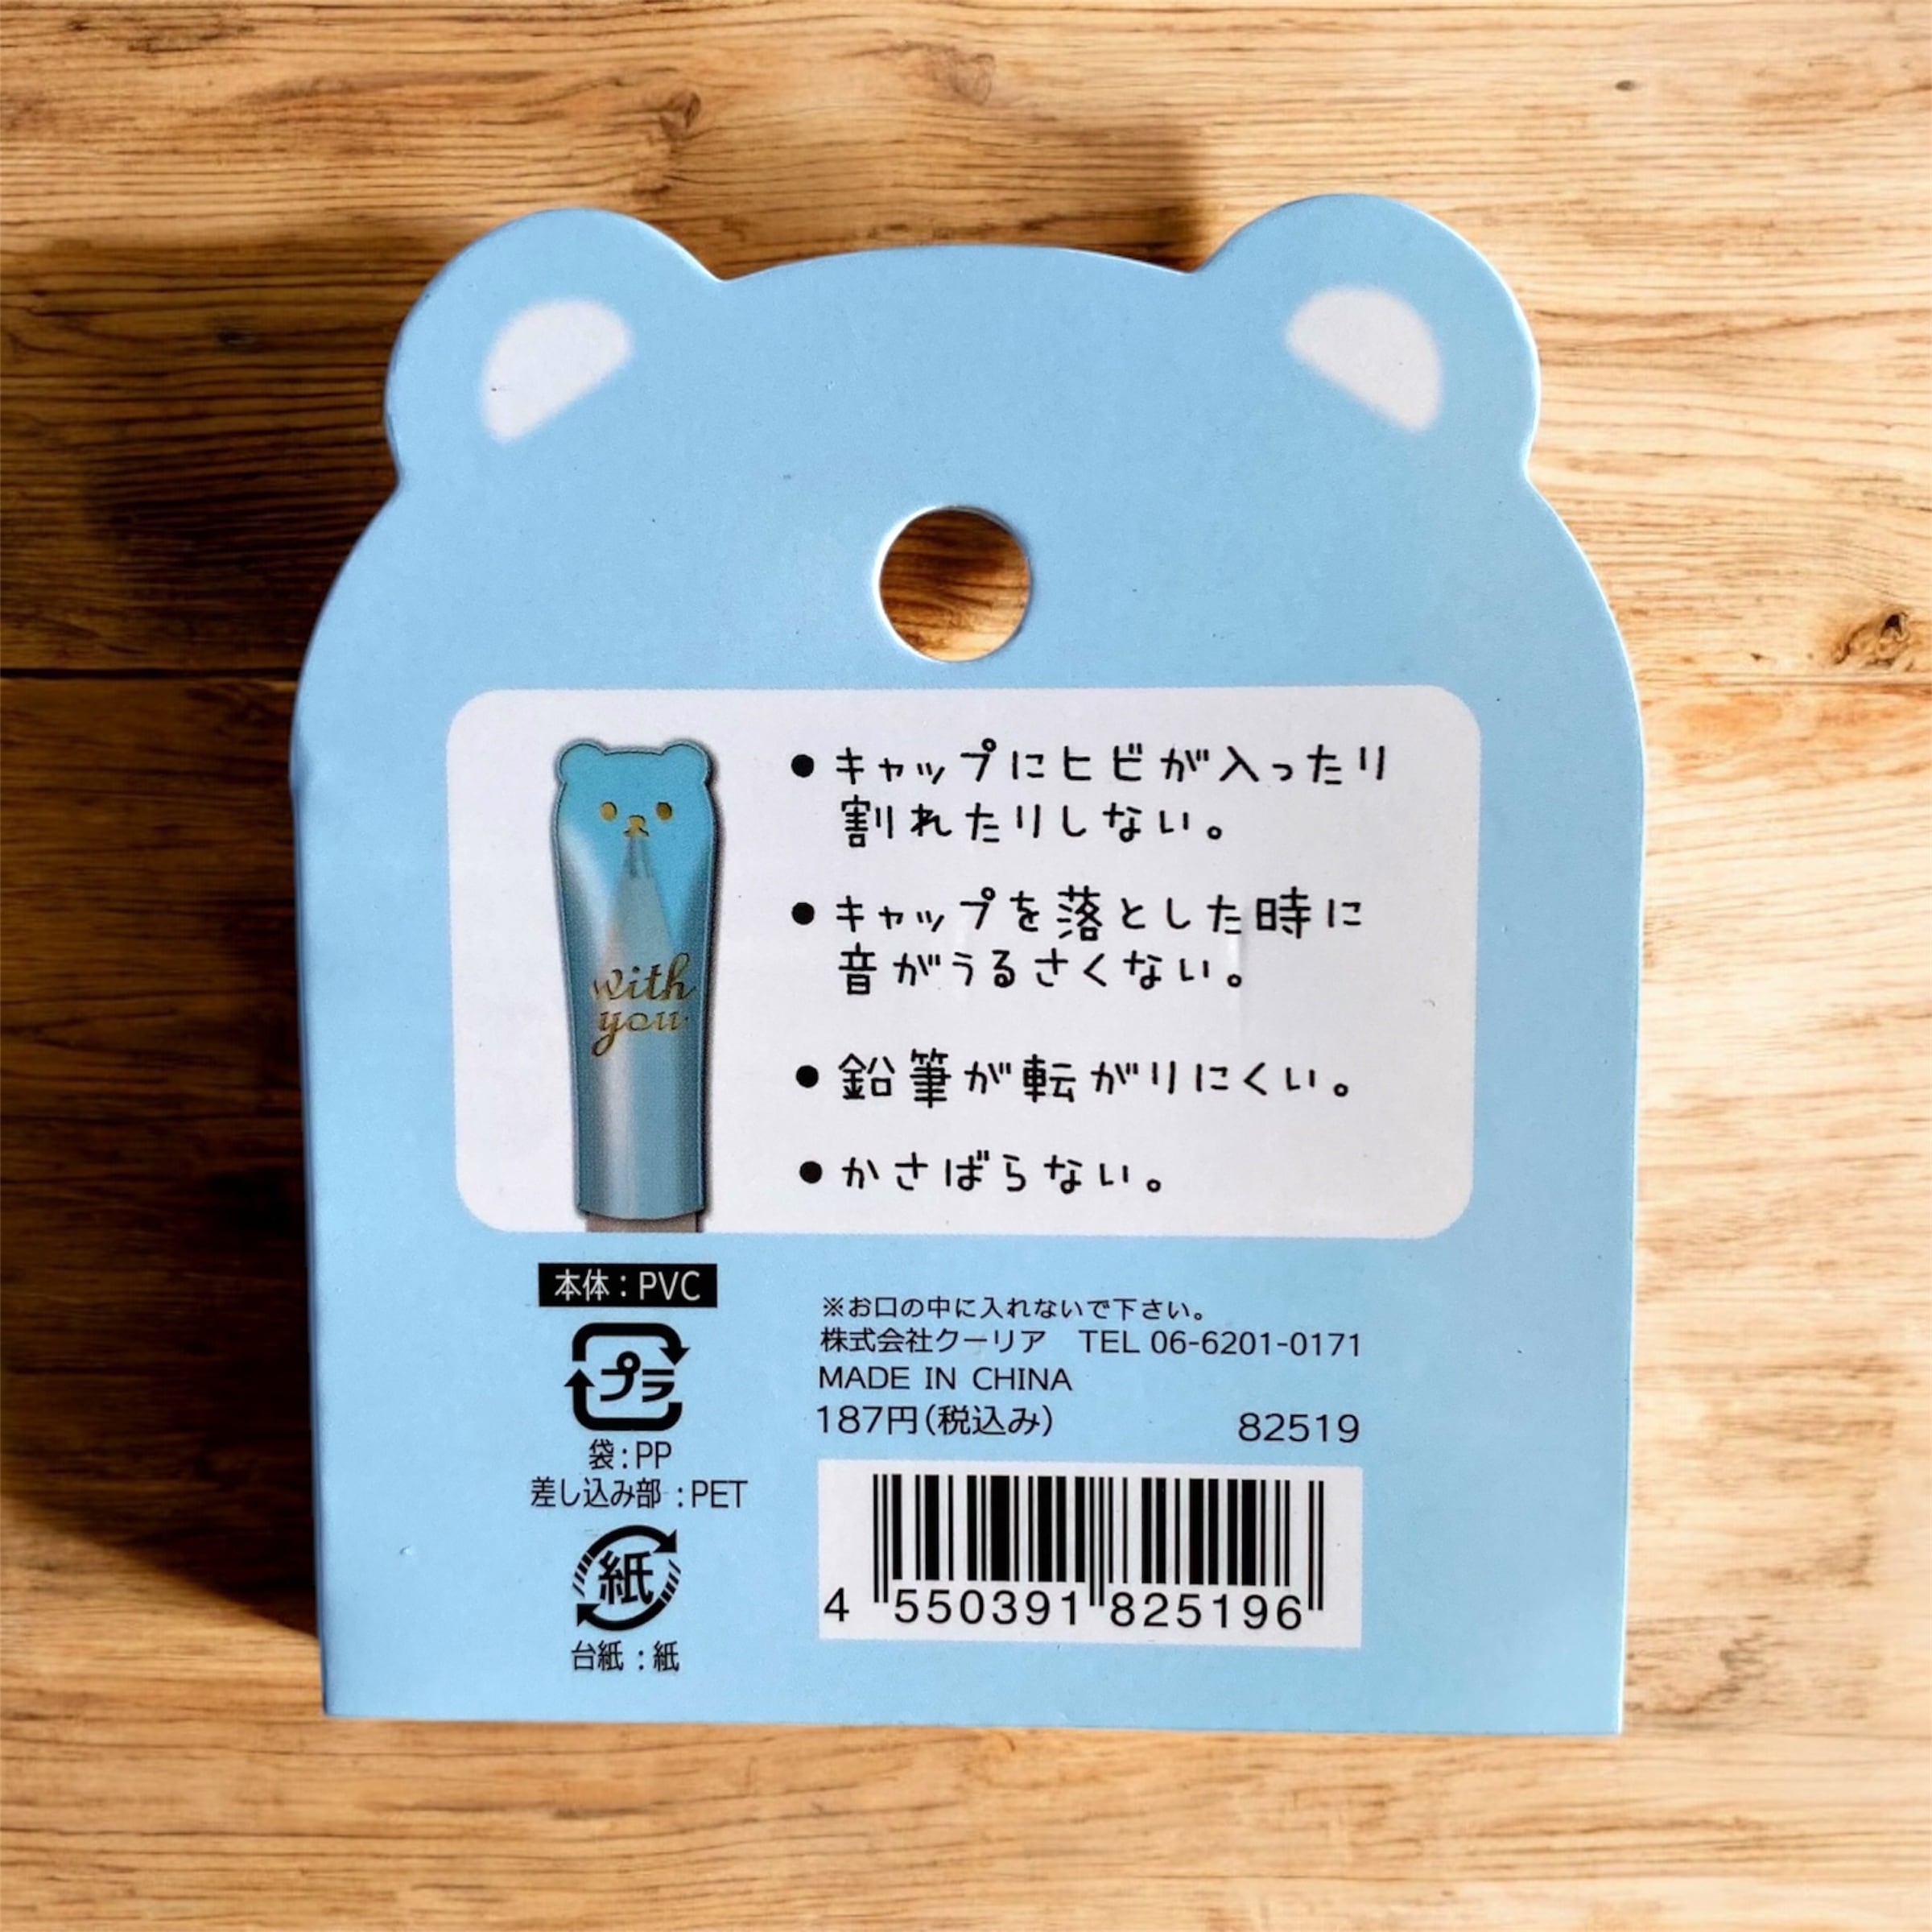 ●キャップにヒビが入ったり
割れたりしない。
●キャップを落とした時に
音がうるさくない。
●鉛筆が転がりにくい。
●かさばらない。
with
you
本体：PVC
プラ
袋：PP
差し込み部：PET
紙
台紙：紙
※お口の中に入れないで下さい。
株式会社クーリア　TEL 06-6201-0171
MADE IN CHINA
187円（税込み）　82519
4 550391 825196